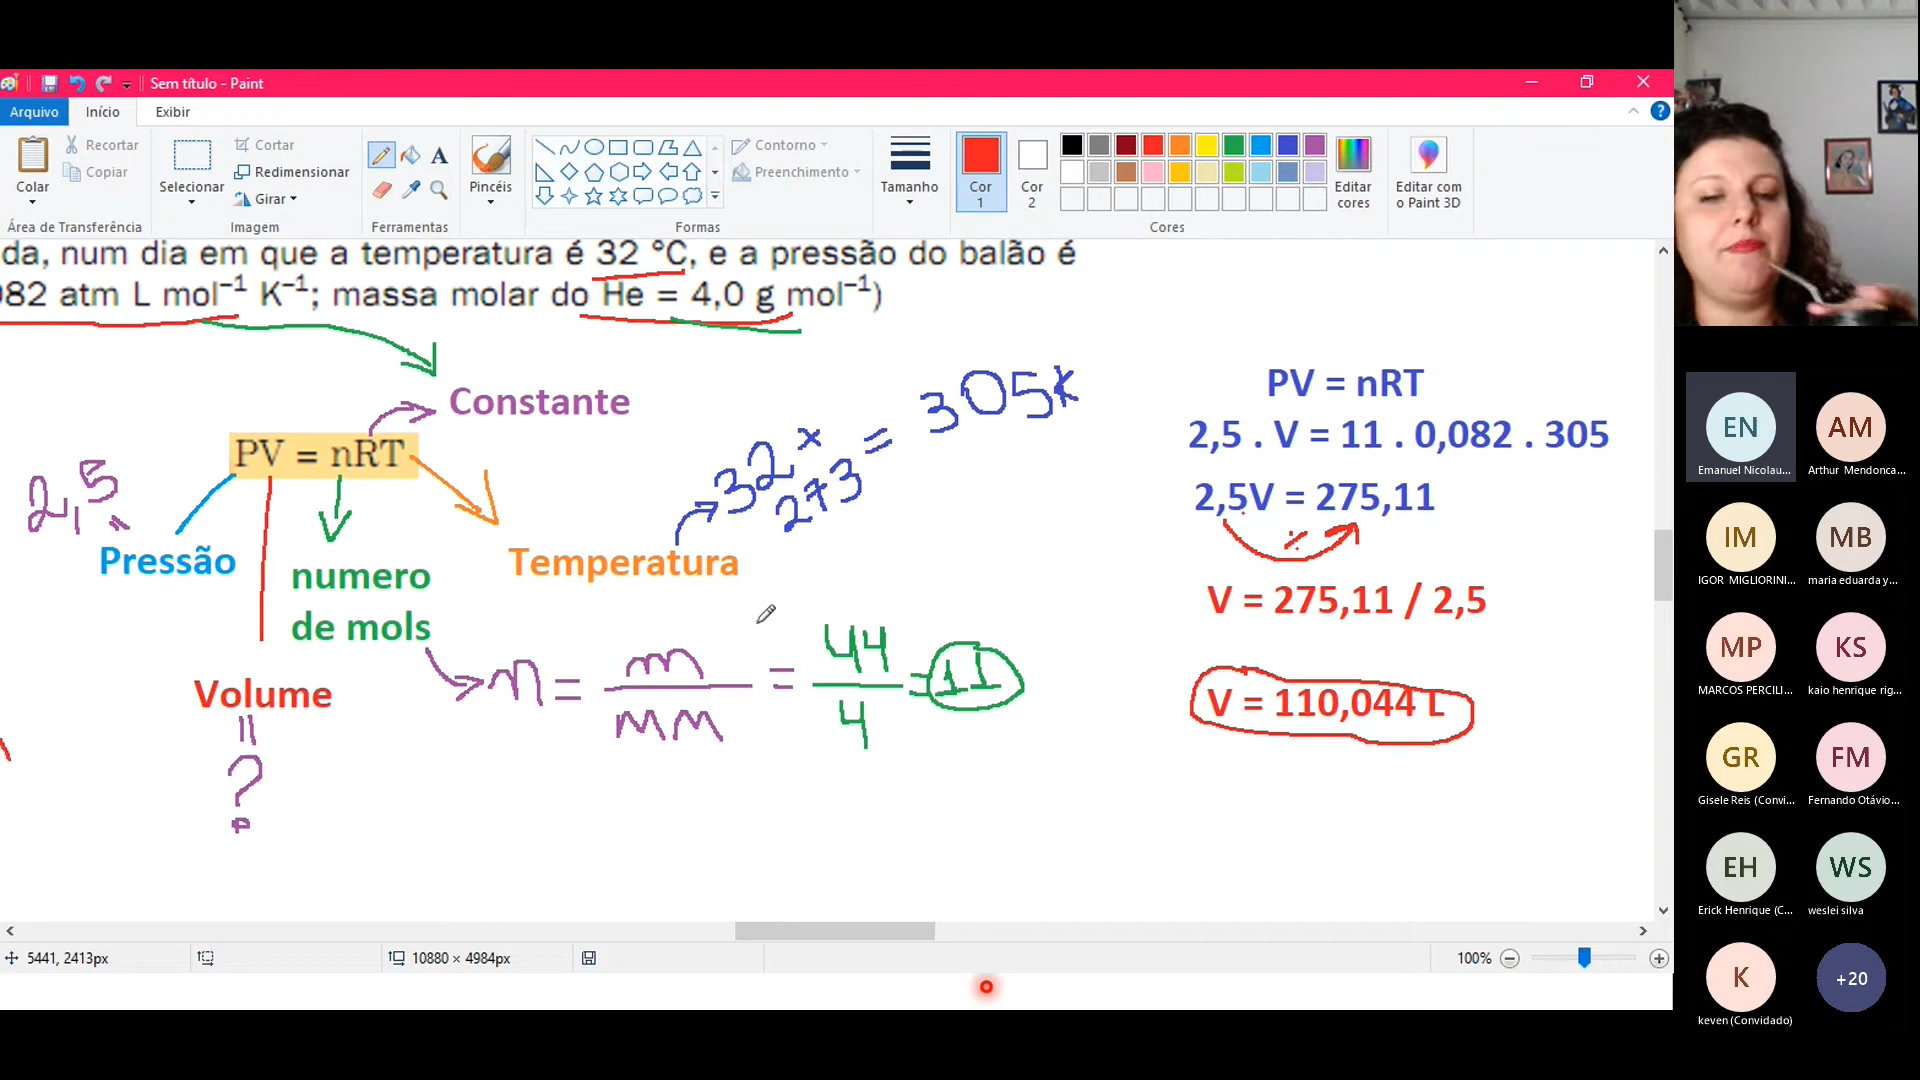 Sem título - Paint
Arquivo Início Exibir
Colar
Recortar
Copiar
Área de Transferência
Selecionar
Cortar
Redimensionar
Girar
Imagem
A
Ferramentas
Pincéis
Contorno
Preenchimento
Formas
Tamanho
Cor 1
Cor 2
Editar cores
Editar com o Paint 3D
Cores
da, num dia em que a temperatura é 32 °C, e a pressão do balão é
082 atm L mol⁻¹ K⁻¹; massa molar do He = 4,0 g mol⁻¹)
Constante
PV = nRT
2,5
Pressão
numero
de mols
Temperatura
32 +
273 = 305K
Volume
=
?
n = m / MM = 44 / 4 = 11
PV = nRT
2,5 . V = 11 . 0,082 . 305
2,5V = 275,11
V = 275,11 / 2,5
V = 110,044 L
5441, 2413px
10880 × 4984px
100%
EN
Emanuel Nicolau...
AM
Arthur Mendonca...
IM
IGOR MIGLIORINI...
MB
maria eduarda y...
MP
MARCOS PERCILI...
KS
kaio henrique rig...
GR
Gisele Reis (Convi...
FM
Fernando Otávio...
EH
Erick Henrique (C...
WS
weslei silva
K
keven (Convidado)
+20